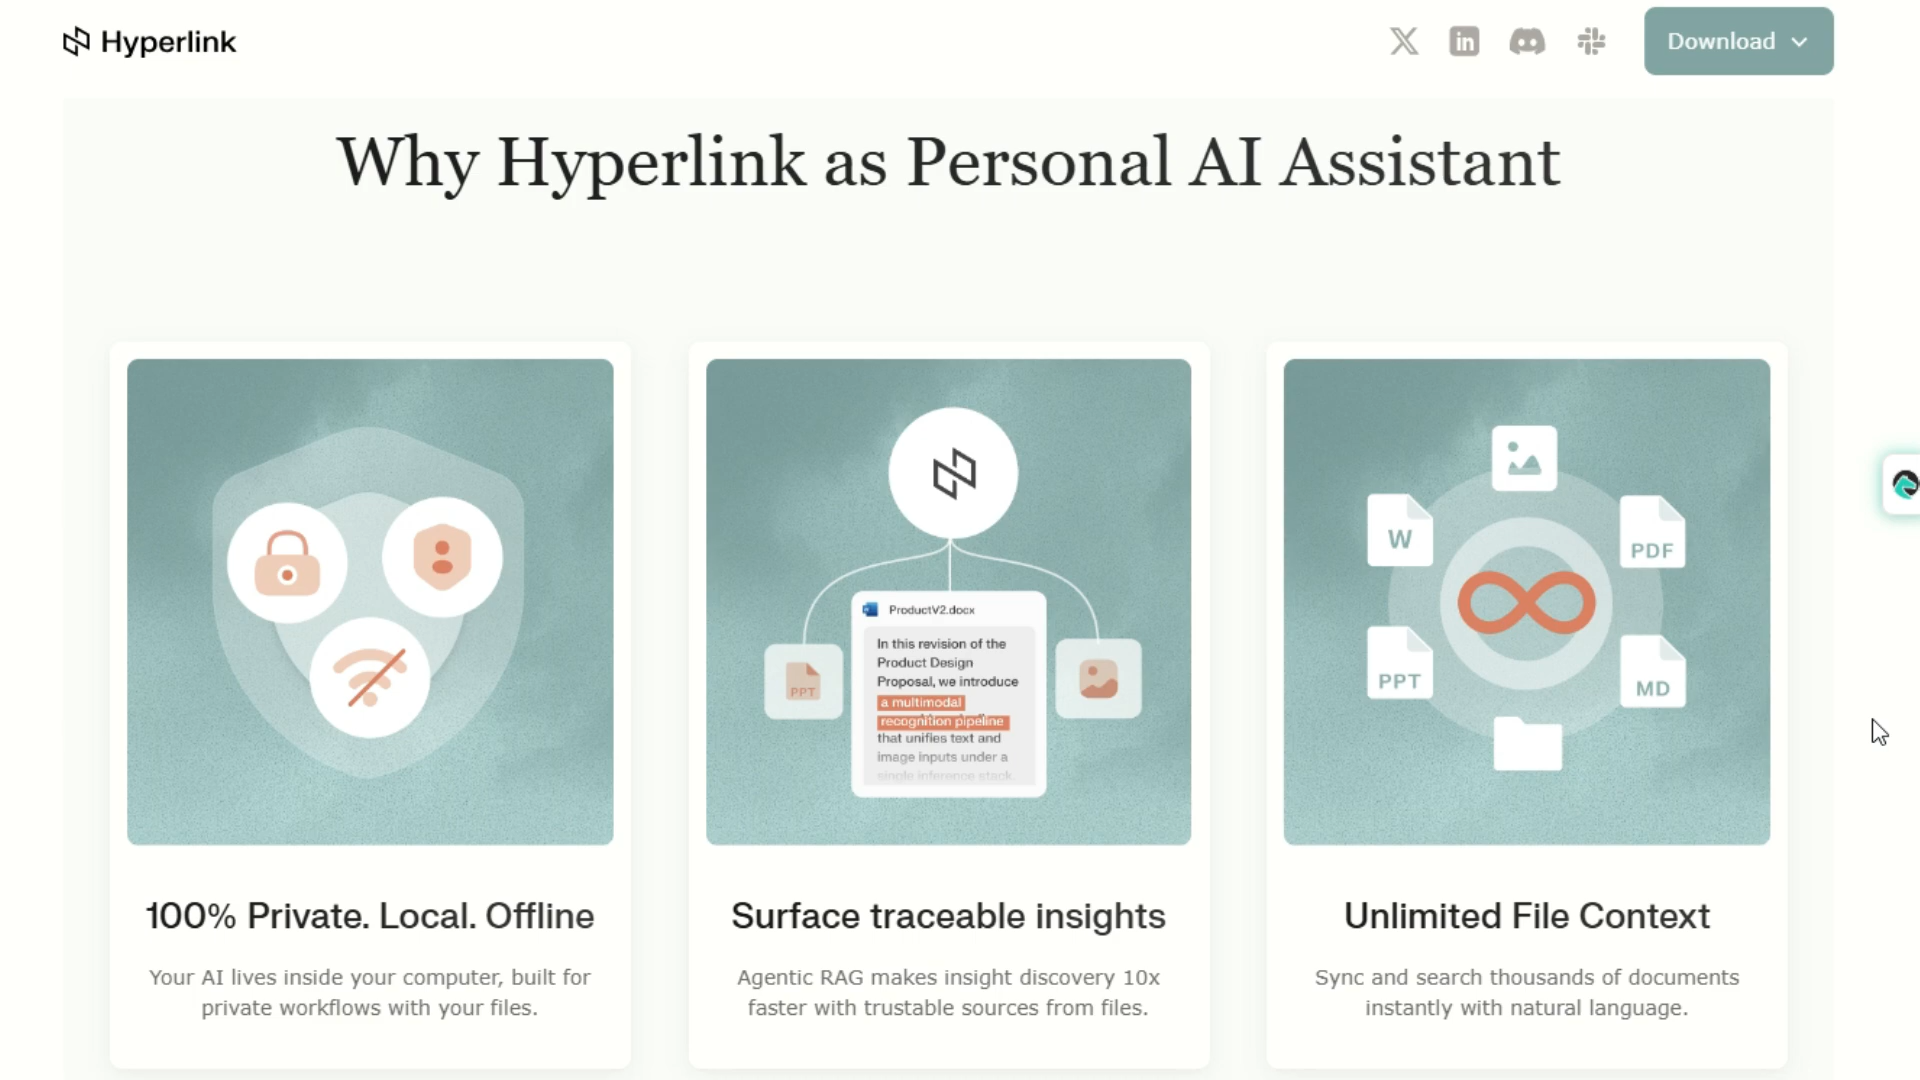 Hyperlink
Download
Why Hyperlink as Personal AI Assistant
ProductV2.docx
In this revision of the
Product Design
Proposal, we introduce
a multimodal
recognition pipeline
that unifies text and
image inputs under a
single inference stack
PPT
W
PDF
PPT
MD
100% Private. Local. Offline
Your AI lives inside your computer, built for
private workflows with your files.
Surface traceable insights
Agentic RAG makes insight discovery 10x
faster with trustable sources from files.
Unlimited File Context
Sync and search thousands of documents
instantly with natural language.